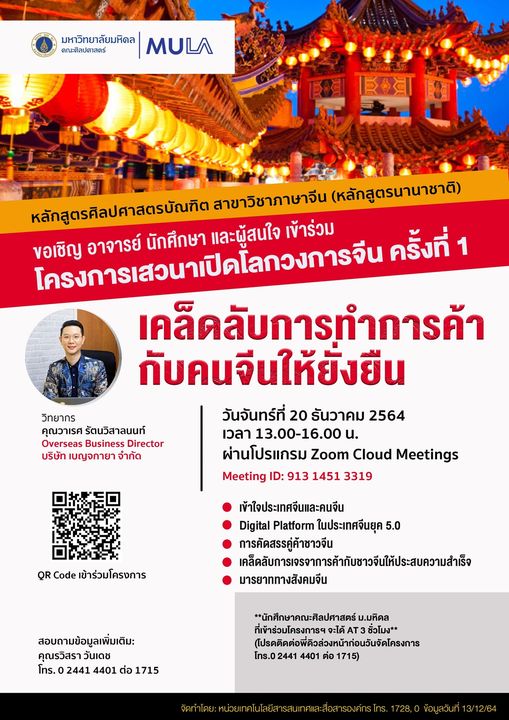 มหาวิทยาลัยมหิดล
คณะศิลปศาสตร์
MULA
หลักสูตรศิลปศาสตรบัณฑิต สาขาวิชาภาษาจีน (หลักสูตรนานาชาติ)
ขอเชิญ อาจารย์ นักศึกษา และผู้สนใจ เข้าร่วม
โครงการเสวนาเปิดโลกวงการจีน ครั้งที่ 1
เคล็ดลับการทำการค้า
กับคนจีนให้ยั่งยืน
วิทยากร
คุณวาเรศ รัตนวิสาลนนท์
Overseas Business Director
บริษัท เบญจกายา จำกัด
วันจันทร์ที่ 20 ธันวาคม 2564
เวลา 13.00-16.00 น.
ผ่านโปรแกรม Zoom Cloud Meetings
Meeting ID: 913 1451 3319
เข้าใจประเทศจีนและคนจีน
Digital Platform ในประเทศจีนยุค 5.0
การคัดสรรคู่ค้าชาวจีน
เคล็ดลับการเจรจาการค้ากับชาวจีนให้ประสบความสำเร็จ
มารยาททางสังคมจีน
QR Code เข้าร่วมโครงการ
**นักศึกษาคณะศิลปศาสตร์ ม.มหิดล
ที่เข้าร่วมโครงการฯ จะได้ AT 3 ชั่วโมง**
(โปรดติดต่อพี่ดิวล่วงหน้าก่อนวันจัดโครงการ
โทร.0 2441 4401 ต่อ 1715)
สอบถามข้อมูลเพิ่มเติม:
คุณรวิสรา วันเดช
โทร. 0 2441 4401 ต่อ 1715
จัดทำโดย: หน่วยเทคโนโลยีสารสนเทศและสื่อสารองค์กร โทร. 1728, 0 ข้อมูลวันที่ 13/12/64